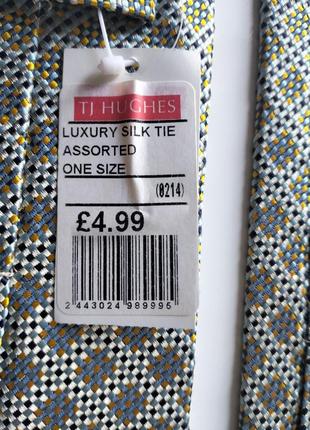 TJ HUGHES
LUXURY SILK TIE
ASSORTED
ONE SIZE
(0214)
£4.99
2 443024 989995